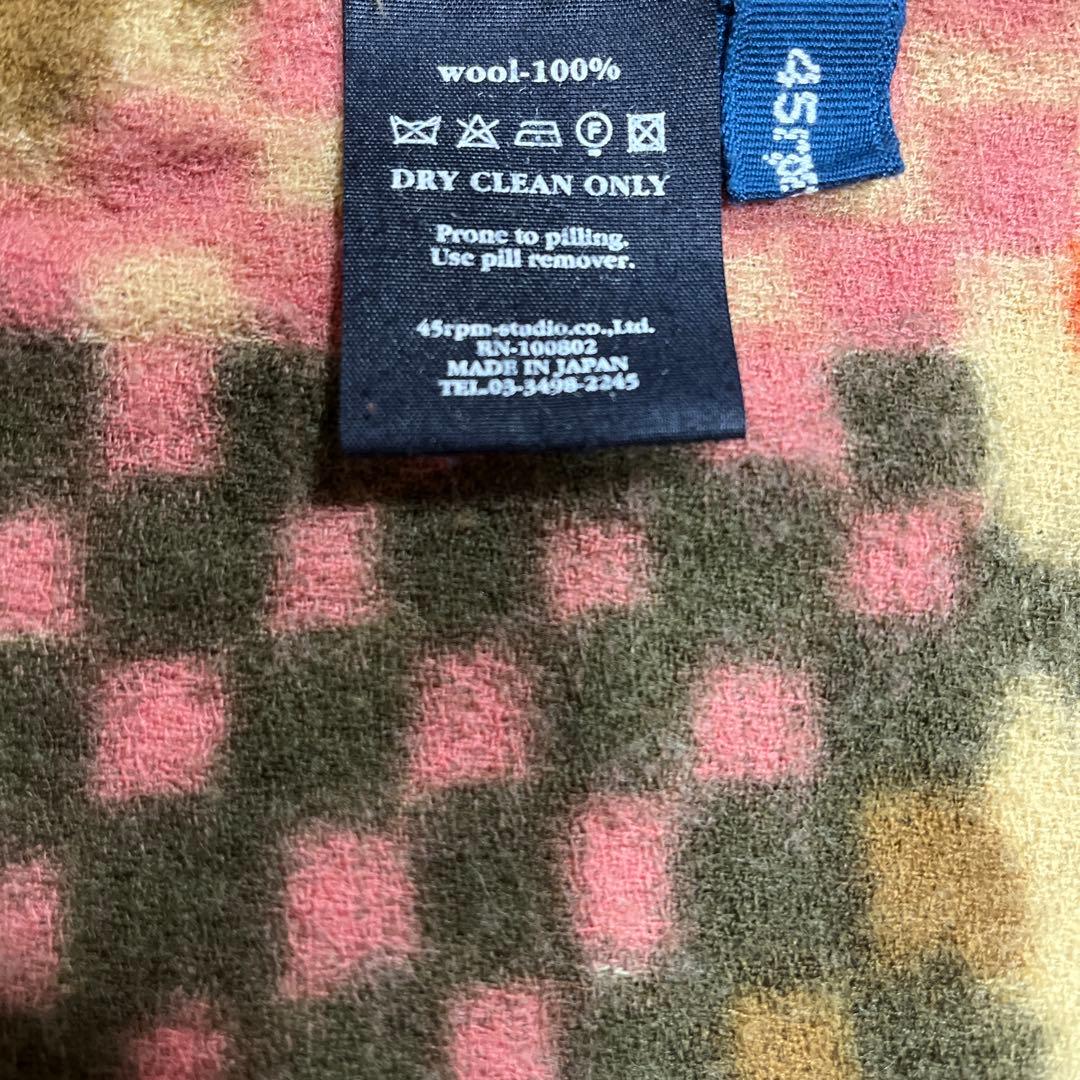 wool-100%
F
DRY CLEAN ONLY
Prone to pilling.
Use pill remover.
45rpm-studio.co.,Ltd.
RN-100802
MADE IN JAPAN
TEL.03-3498-2245
45rpm